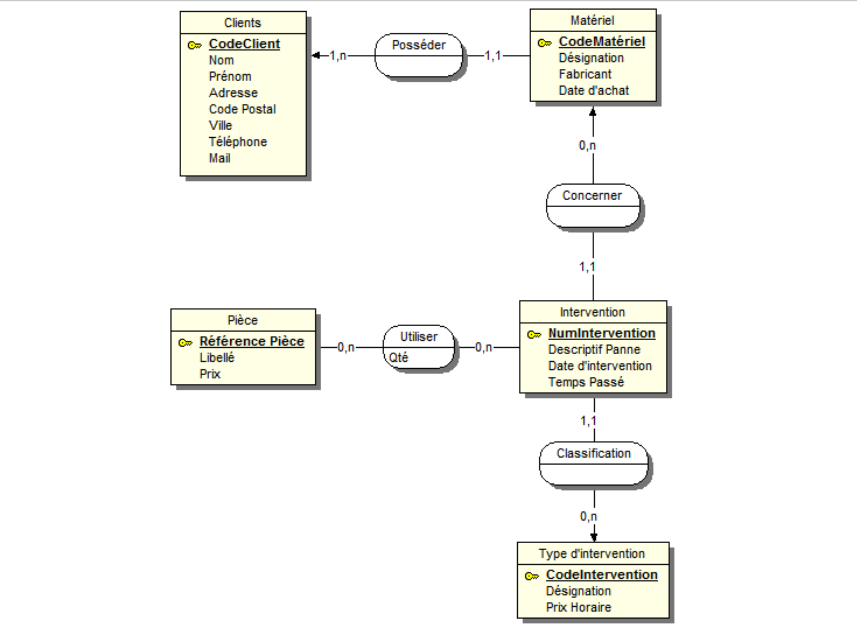 Clients
CodeClient
Nom
Prénom
Adresse
Code Postal
Ville
Téléphone
Mail
1,n
Posséder
1,1
Matériel
CodeMatériel
Désignation
Fabricant
Date d'achat
0,n
Concerner
1,1
Pièce
Référence Pièce
Libellé
Prix
0,n
Utiliser
Qté
0,n
Intervention
NumIntervention
Descriptif Panne
Date d'intervention
Temps Passé
1,1
Classification
0,n
Type d'intervention
CodeIntervention
Désignation
Prix Horaire